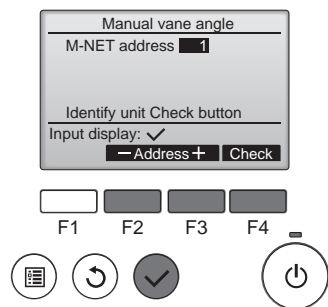 Manual vane angle
M-NET address 1
Identify unit Check button
Input display: ✓
－Address＋ Check
F1 F2 F3 F4